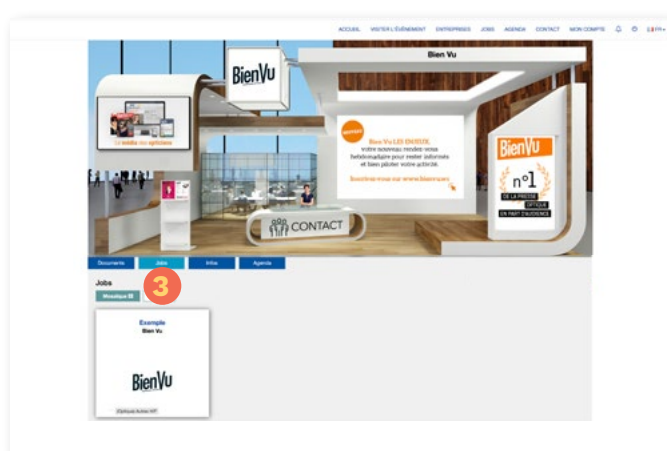 ACCUEIL VISITER L'ÉVÉNEMENT ENTREPRISES JOBS AGENDA CONTACT MON COMPTE FR
Bien Vu
BienVu
Le média des opticiens
NOUVEAU
Bien Vu LES ENJEUX,
votre nouveau rendez-vous
hebdomadaire pour rester informés
et bien piloter votre activité.
Inscrivez-vous sur www.bienvu.eu
BienVu
n°1
DE LA PRESSE
OPTIQUE
EN PART D'AUDIENCE
CONTACT
Documents Jobs Infos Agenda
Jobs
Mosaïque
3
Exemple
Bien Vu
BienVu